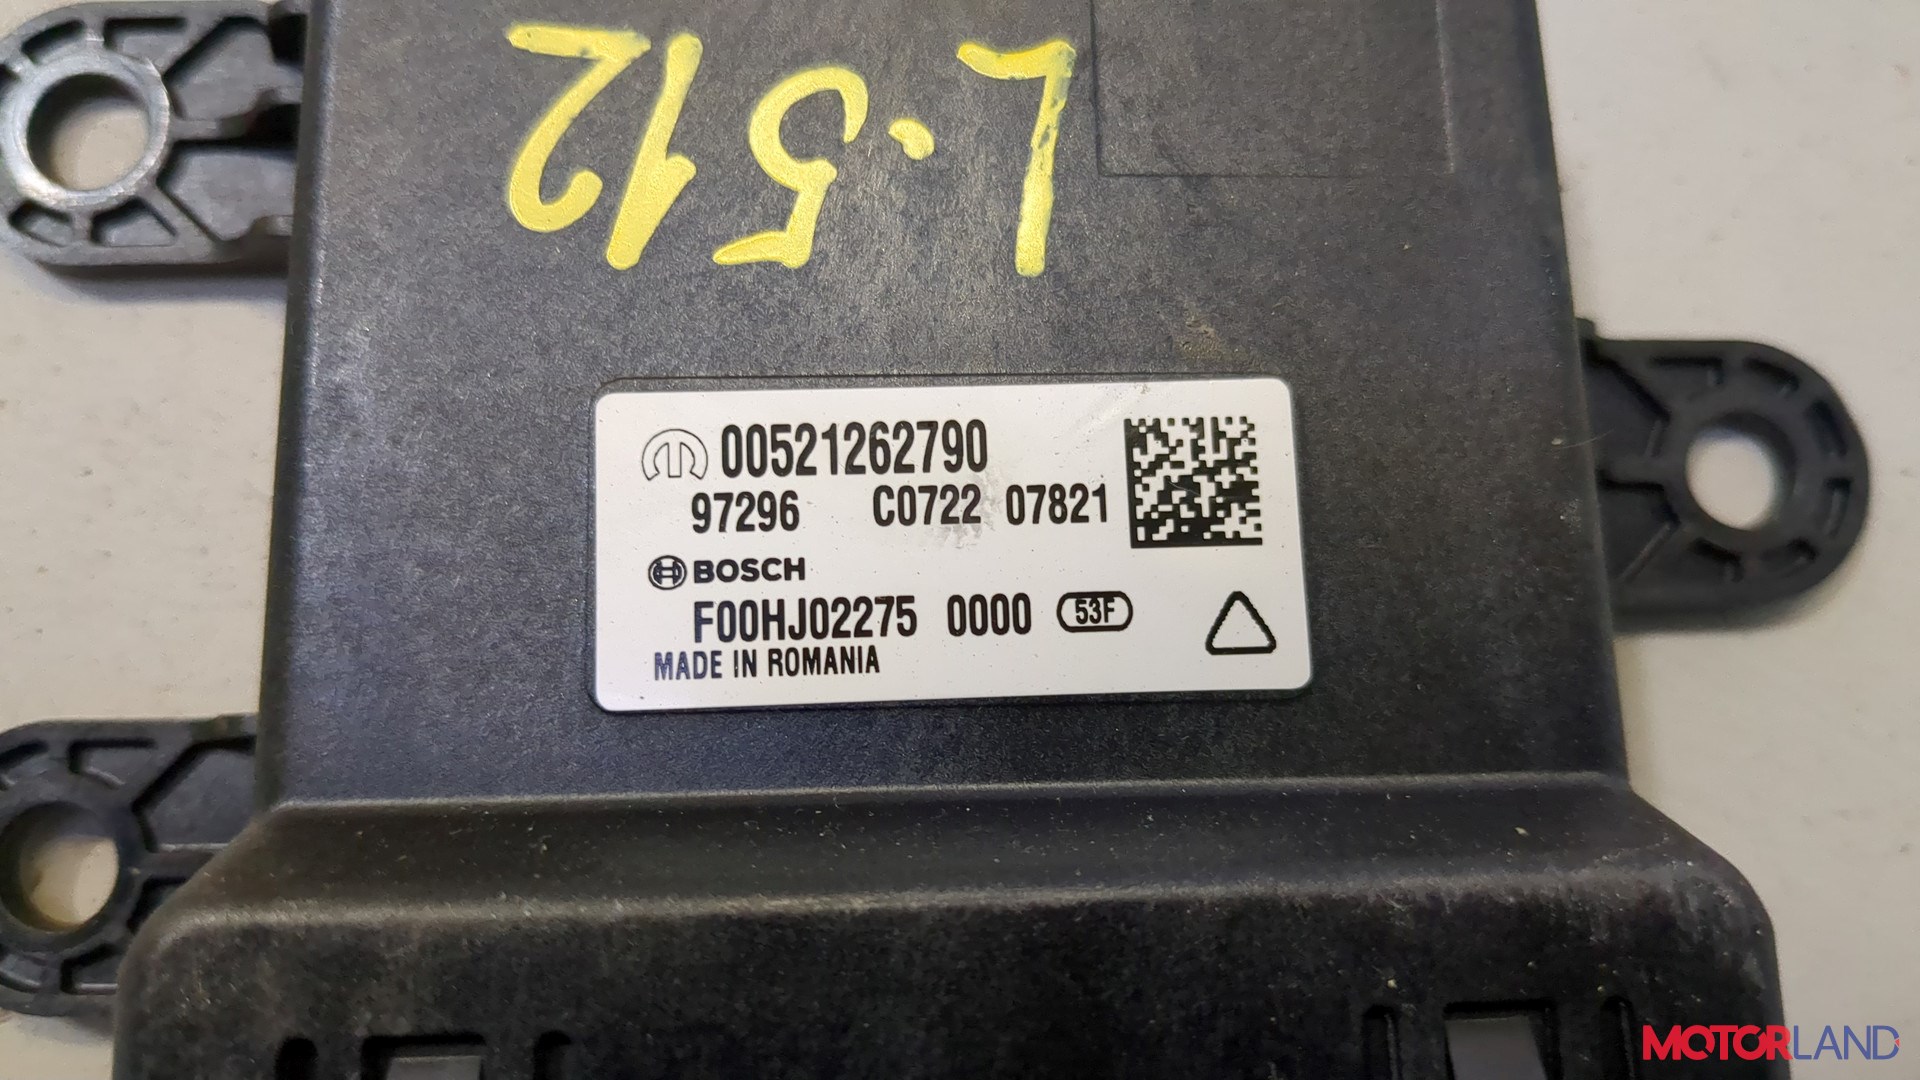 L.512
00521262790
97296 C0722 07821
BOSCH
F00HJ02275 0000 53F
MADE IN ROMANIA
MOTORLAND